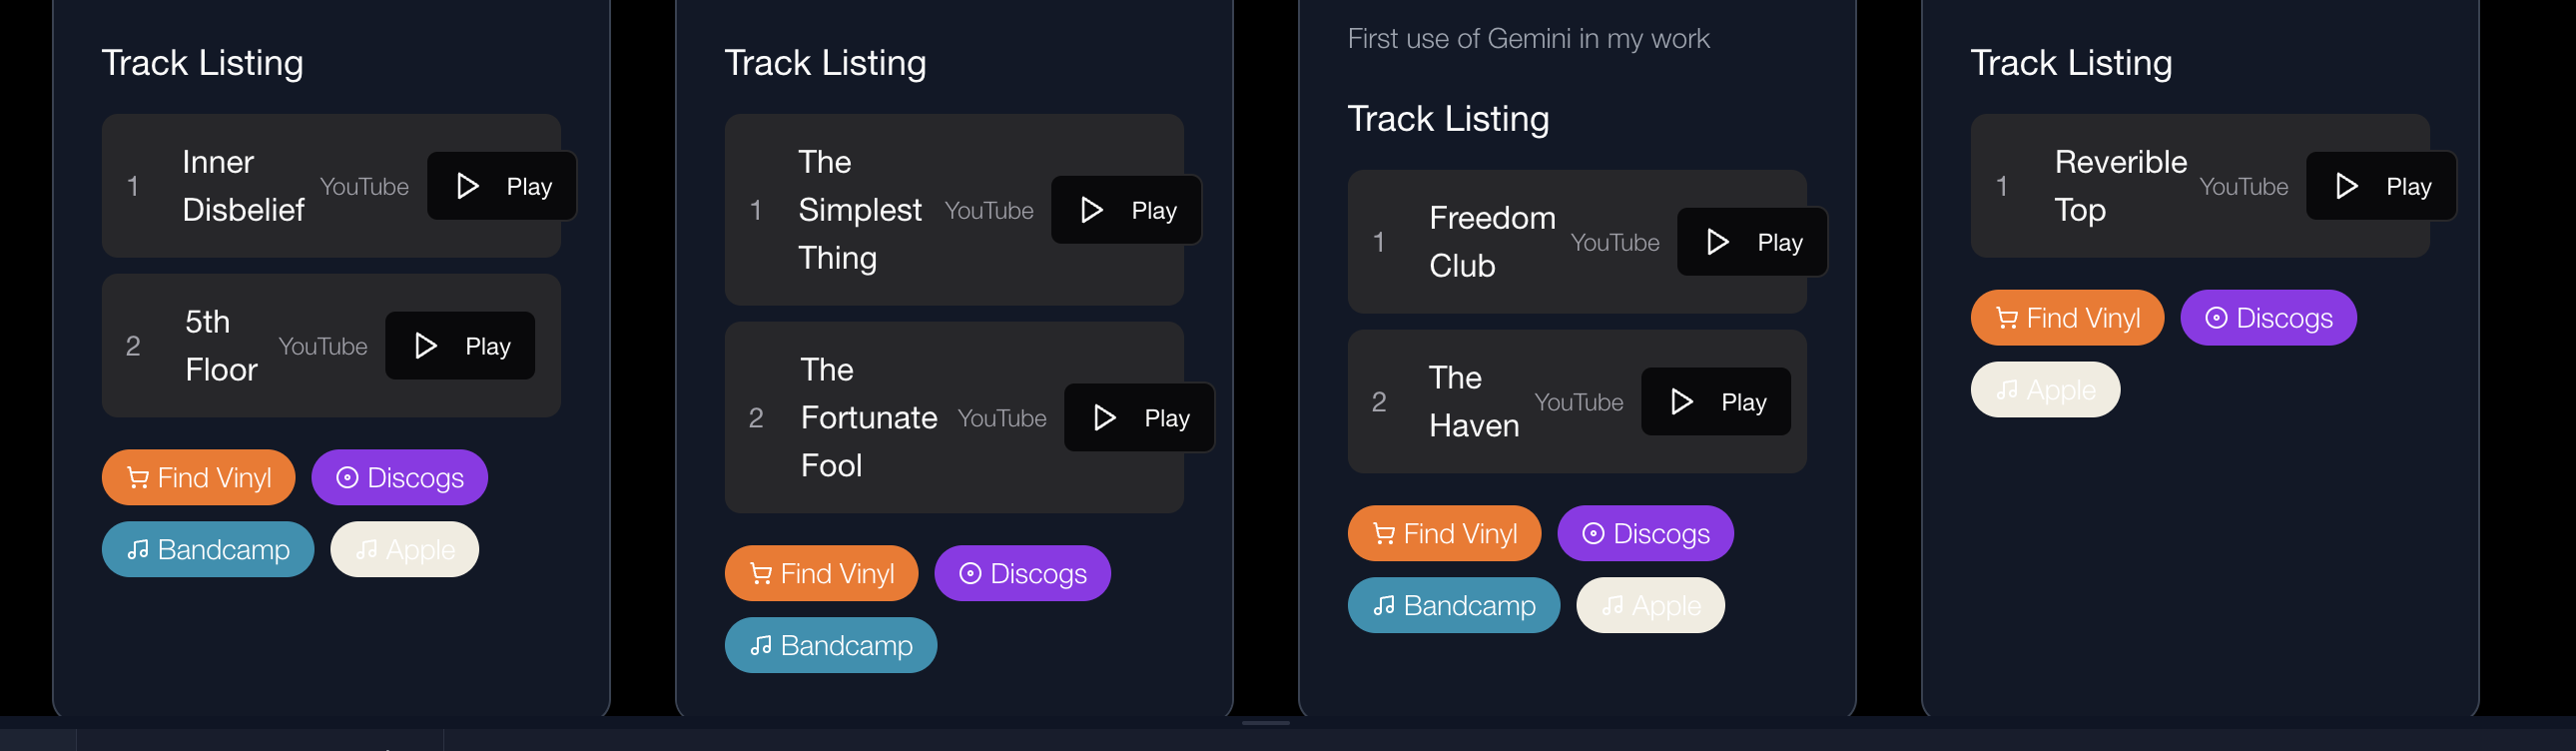 Track Listing
1
Inner
Disbelief
YouTube
Play
2
5th
Floor
YouTube
Play
Find Vinyl
Discogs
Bandcamp
Apple
Track Listing
1
The
Simplest
Thing
YouTube
Play
2
The
Fortunate
Fool
YouTube
Play
Find Vinyl
Discogs
Bandcamp
First use of Gemini in my work
Track Listing
1
Freedom
Club
YouTube
Play
2
The
Haven
YouTube
Play
Find Vinyl
Discogs
Bandcamp
Apple
Track Listing
1
Reverible
Top
YouTube
Play
Find Vinyl
Discogs
Apple